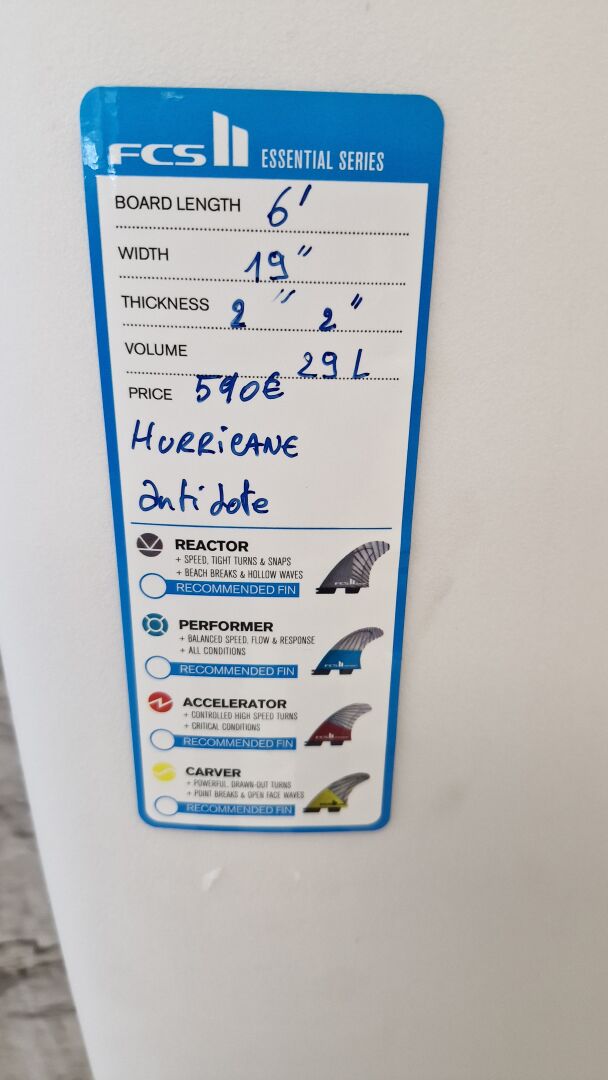 FCS II ESSENTIAL SERIES
BOARD LENGTH 6'
WIDTH 19"
THICKNESS 2 " 2"
VOLUME 29 L
PRICE 590€
HURRICANE
antidote
REACTOR
+ SPEED, TIGHT TURNS & SNAPS
+ BEACH BREAKS & HOLLOW WAVES
RECOMMENDED FIN
PERFORMER
+ BALANCED SPEED, FLOW & RESPONSE
+ ALL CONDITIONS
RECOMMENDED FIN
ACCELERATOR
+ CONTROLLED HIGH SPEED TURNS
+ CRITICAL CONDITIONS
RECOMMENDED FIN
CARVER
+ POWERFUL, DRAWN-OUT TURNS
+ POINT BREAKS & OPEN FACE WAVES
RECOMMENDED FIN